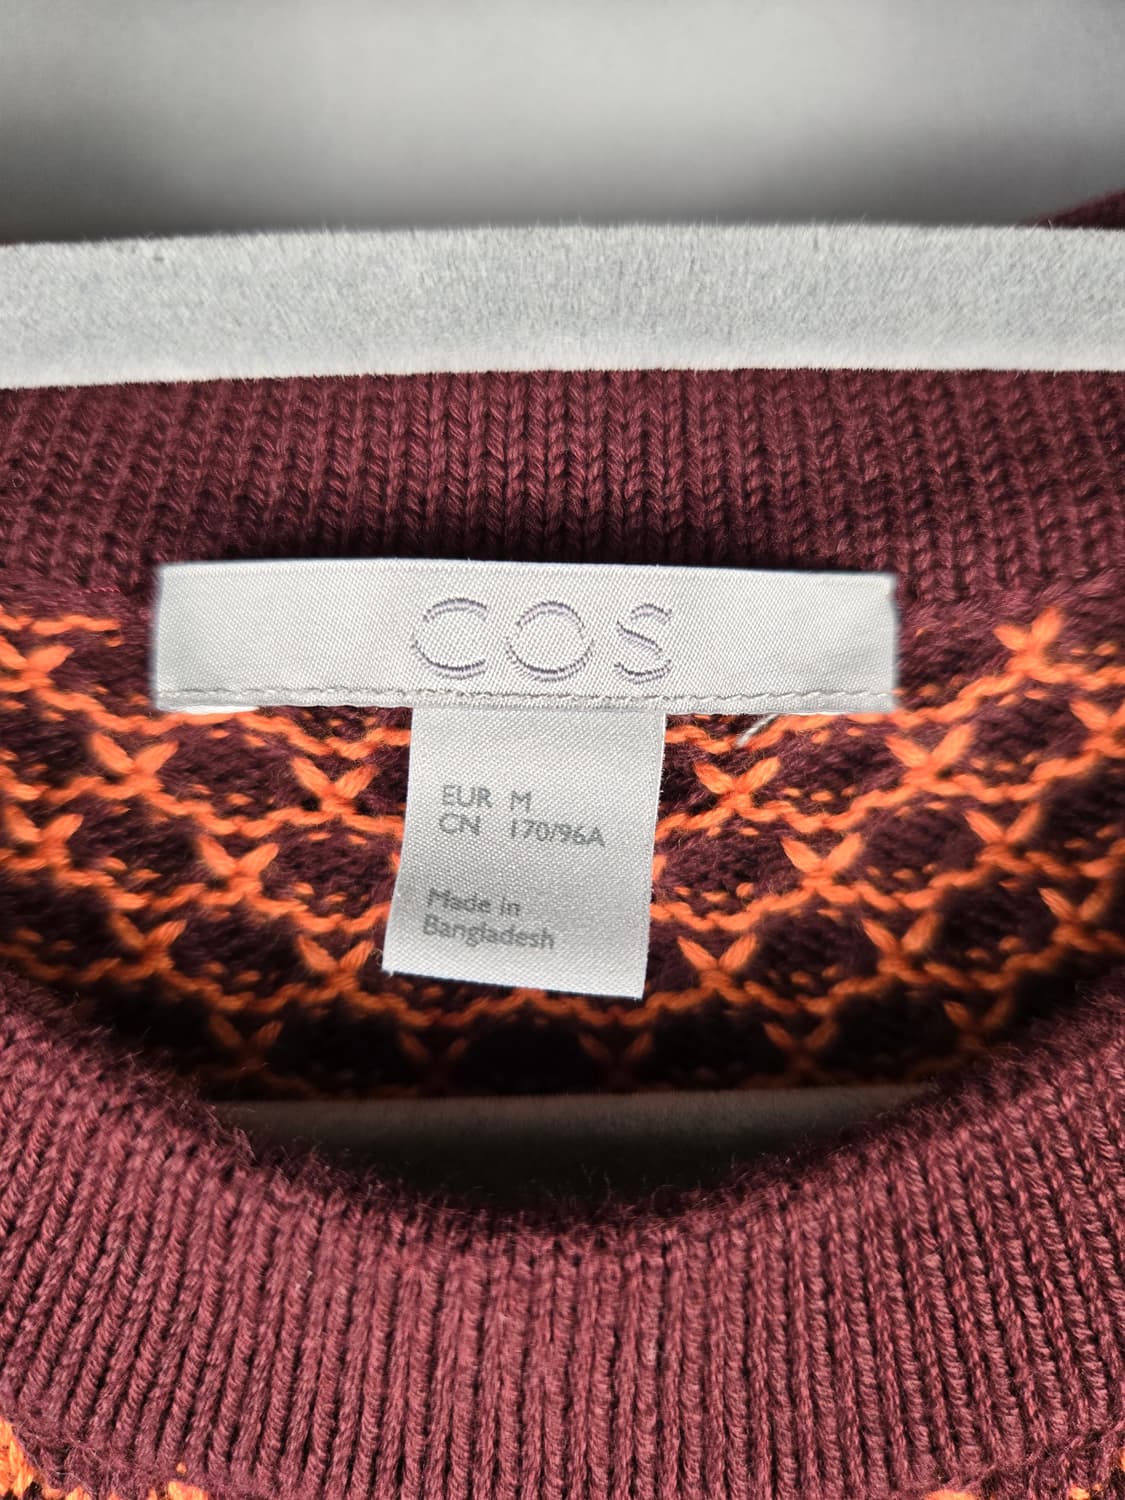 COS
EUR M
CN 170/96A
Made in
Bangladesh